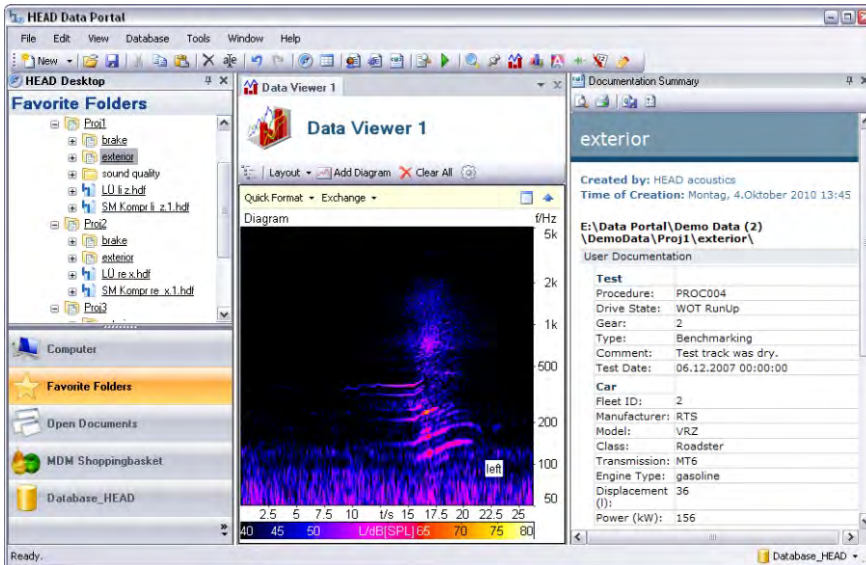 HEAD Data Portal
File Edit View Database Tools Window Help
New
HEAD Desktop
Favorite Folders
Proj1
brake
exterior
sound quality
LÜ li z.hdf
SM Kompr li z.1.hdf
Proj2
brake
exterior
LÜ re x.hdf
SM Kompr re x.1.hdf
Proj3
Computer
Favorite Folders
Open Documents
MDM Shoppingbasket
Database_HEAD
Data Viewer 1
Data Viewer 1
Layout Add Diagram Clear All
Quick Format Exchange
Diagram f/Hz
5k
2k
1k
500
200
100
50
left
2.5 5 7.5 10 t/s 15 17.5 20 22.5 25
40 45 50 L/dB[SPL] 65 70 75 80
Documentation Summary
exterior
Created by: HEAD acoustics
Time of Creation: Montag, 4.Oktober 2010 13:45
E:\Data Portal\Demo Data (2)
\DemoData\Proj1\exterior\
User Documentation
Test
Procedure: PROC004
Drive State: WOT RunUp
Gear: 2
Type: Benchmarking
Comment: Test track was dry.
Test Date: 06.12.2007 00:00:00
Car
Fleet ID: 2
Manufacturer: RTS
Model: VRZ
Class: Roadster
Transmission: MT6
Engine Type: gasoline
Displacement 36
(l):
Power (kW): 156
Ready. Database_HEAD